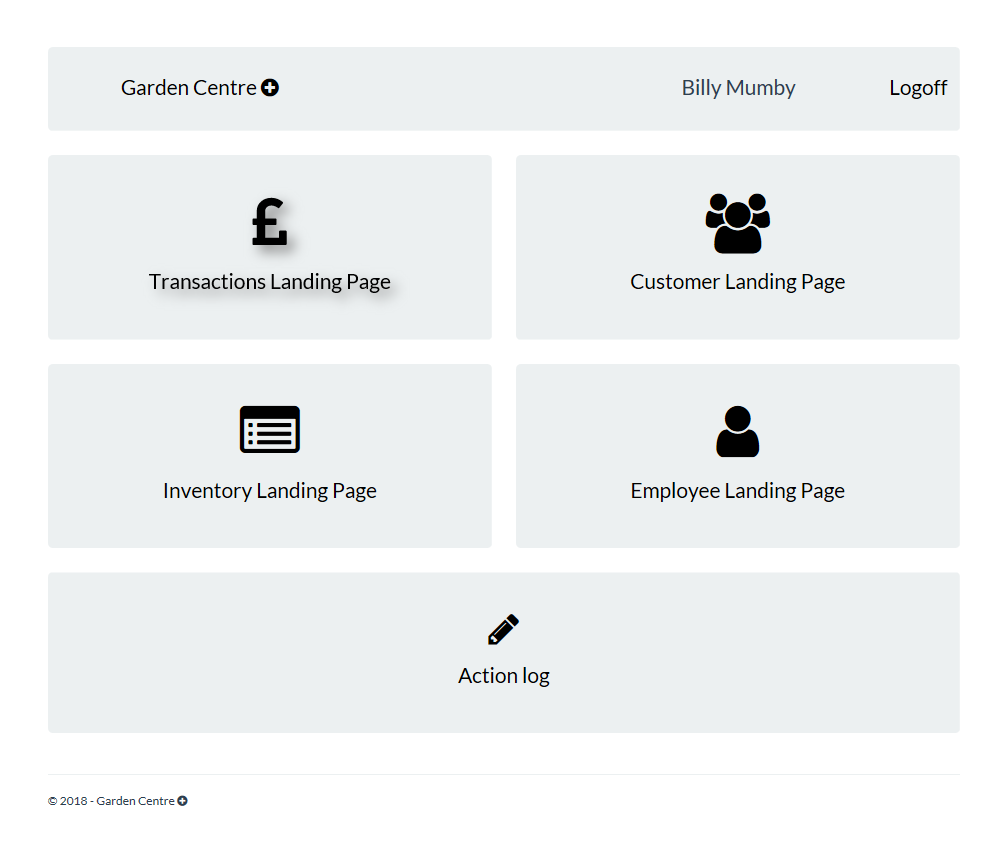 Garden Centre
Billy Mumby
Logoff
£
Transactions Landing Page
Customer Landing Page
Inventory Landing Page
Employee Landing Page
Action log
© 2018 - Garden Centre